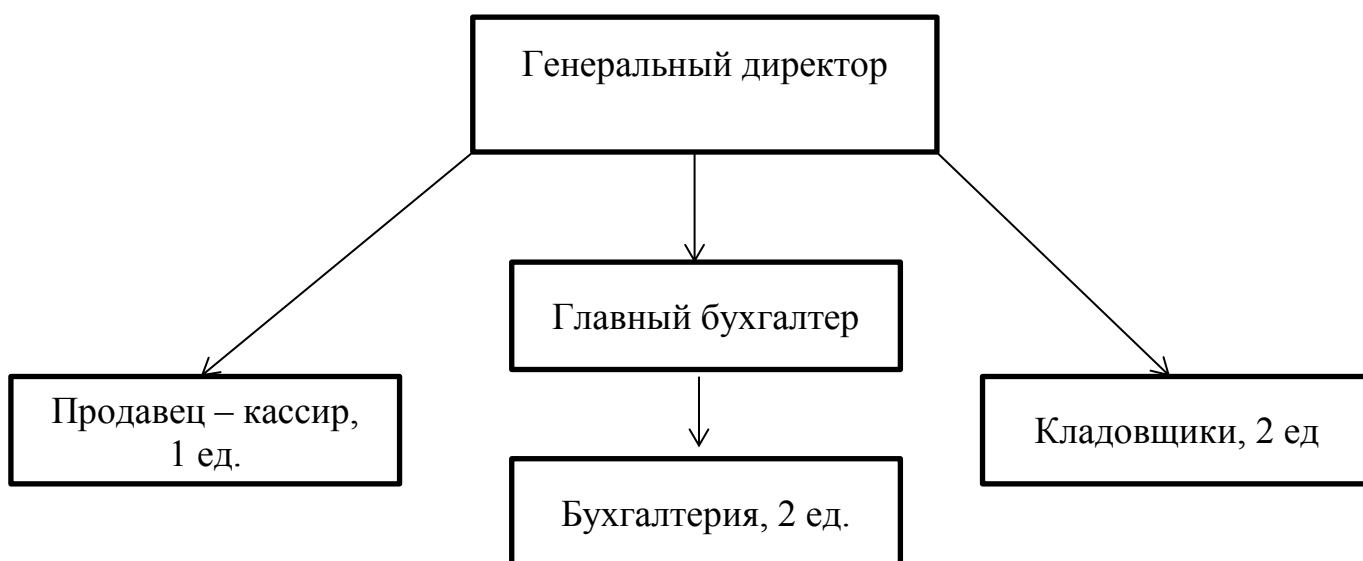 Генеральный директор
Главный бухгалтер
Продавец – кассир,
1 ед.
Кладовщики, 2 ед
Бухгалтерия, 2 ед.